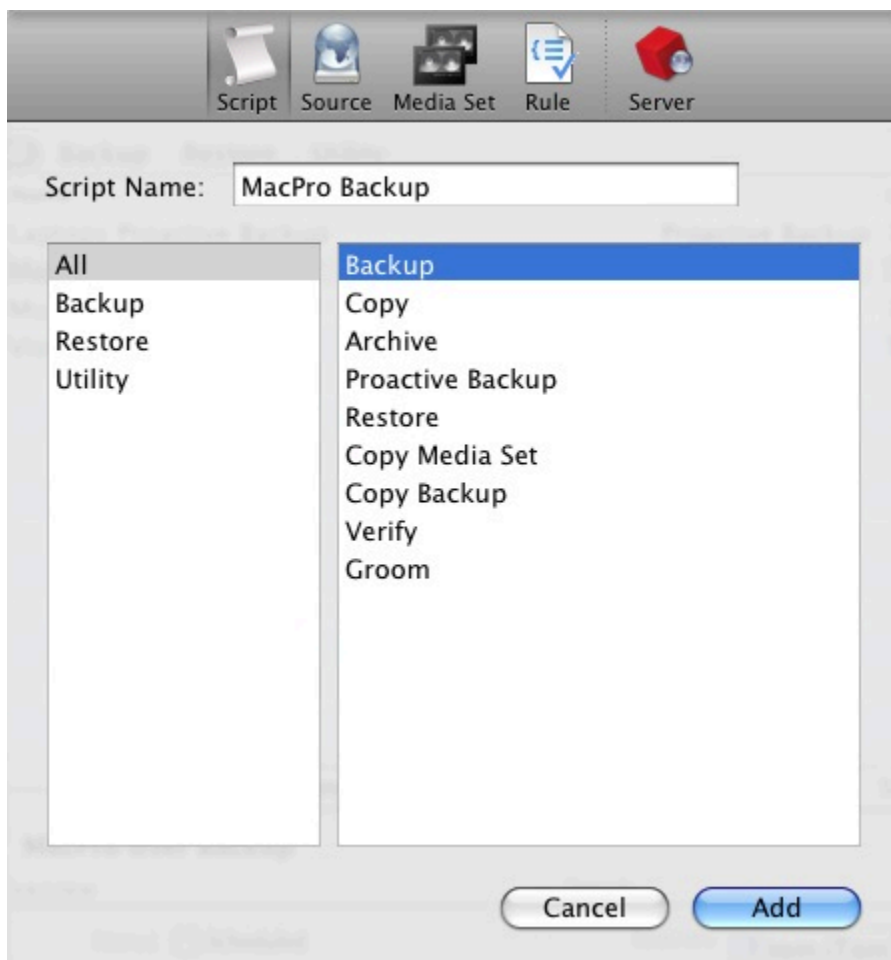 Script Source Media Set Rule Server
Script Name: MacPro Backup
All
Backup
Restore
Utility
Backup
Copy
Archive
Proactive Backup
Restore
Copy Media Set
Copy Backup
Verify
Groom
Cancel Add